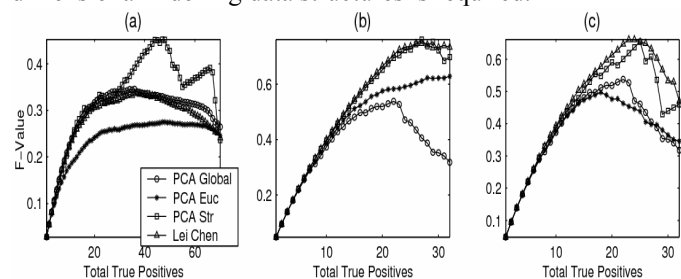 (a) (b) (c)
F-Value
0.4
0.3
0.2
0.1
20 40 60
Total True Positives
PCA Global
PCA Euc
PCA Str
Lei Chen
0.6
0.4
0.2
10 20 30
Total True Positives
0.6
0.5
0.4
0.3
0.2
0.1
10 20 30
Total True Positives